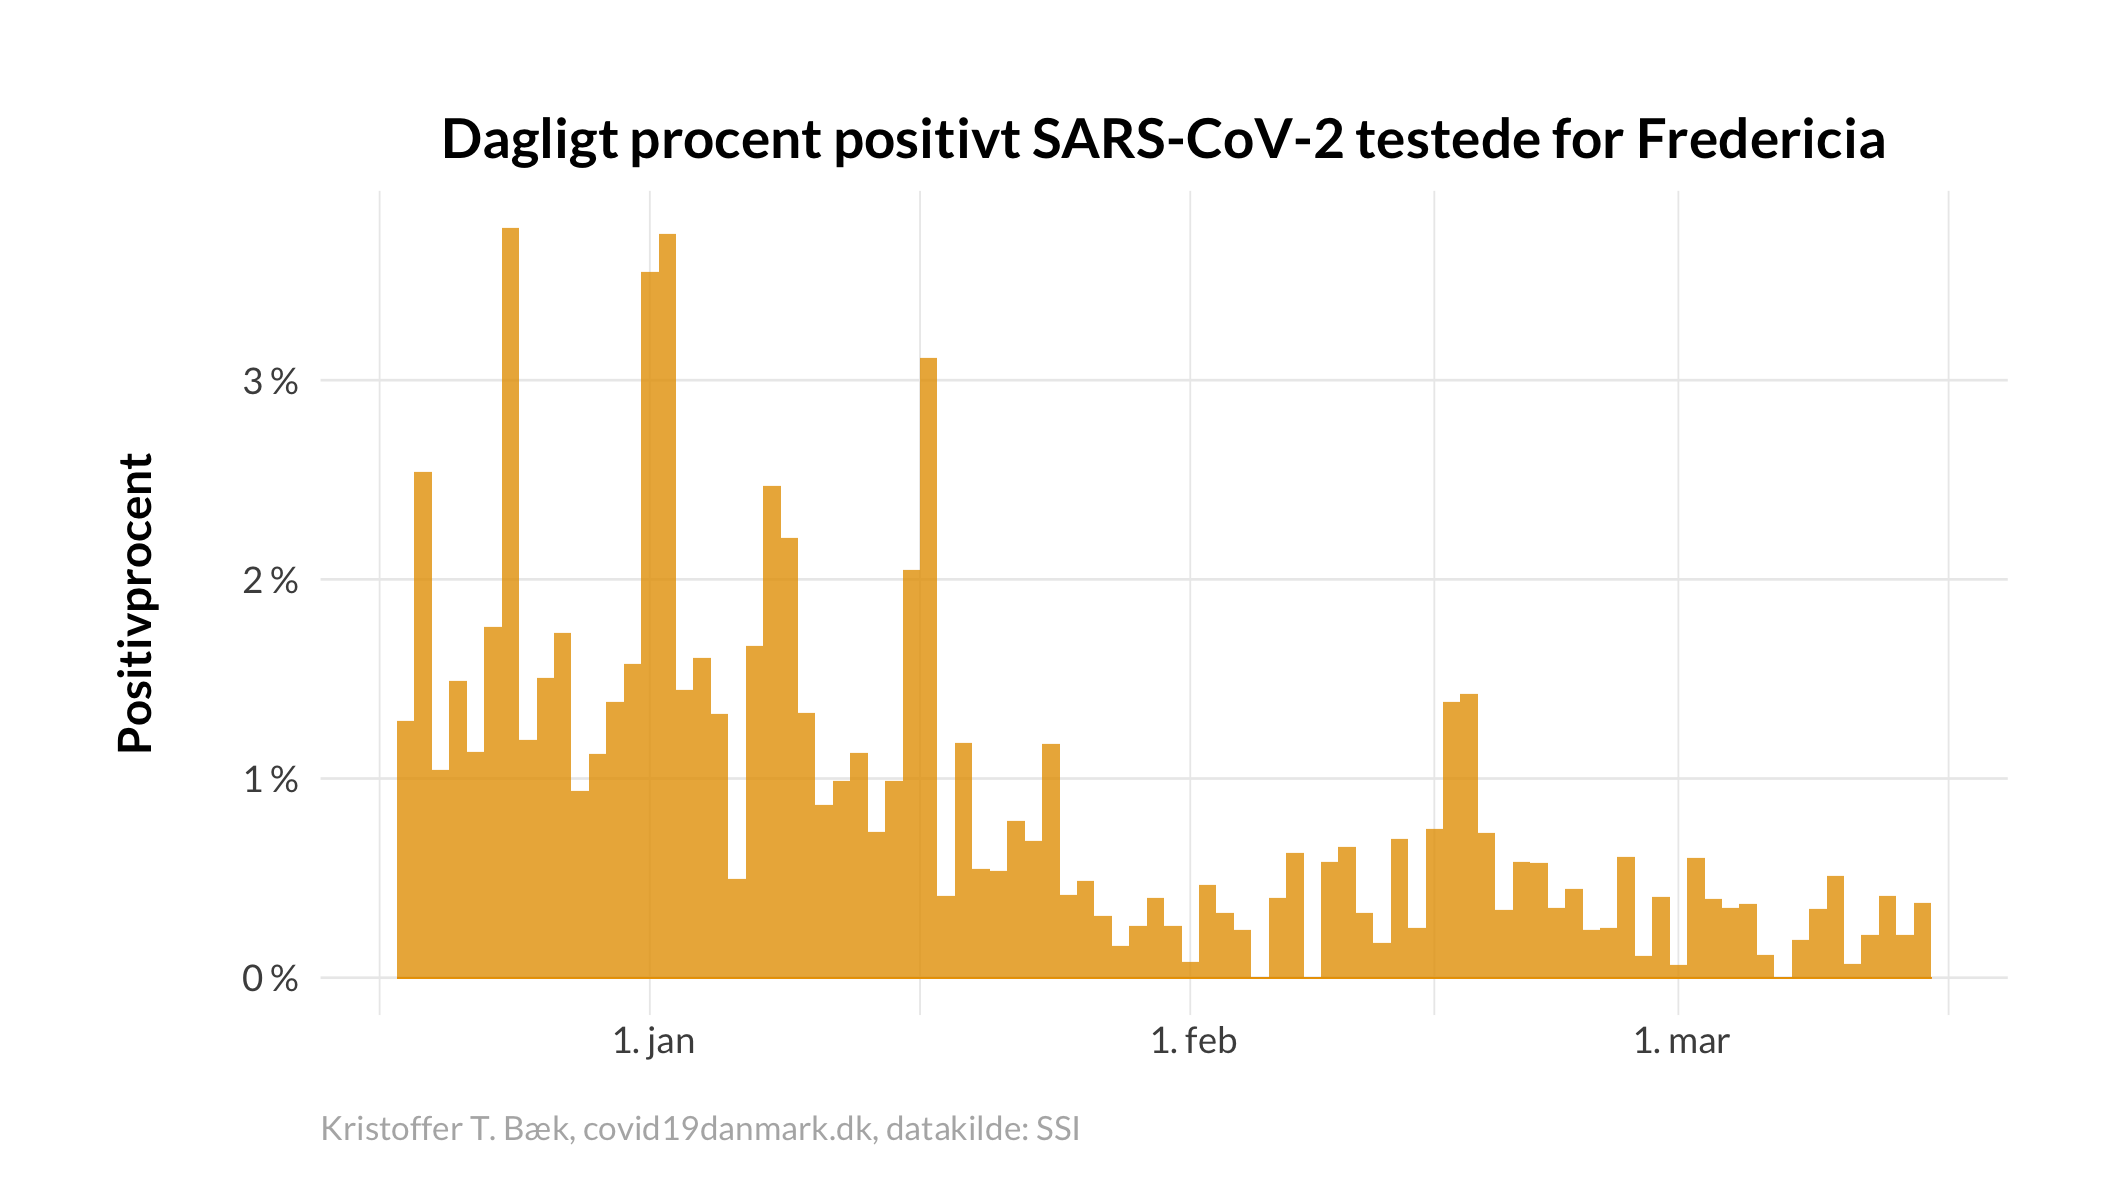 Dagligt procent positivt SARS-CoV-2 testede for Fredericia
Positivprocent
3 %
2 %
1 %
0 %
1. jan
1. feb
1. mar
Kristoffer T. Bæk, covid19danmark.dk, datakilde: SSI